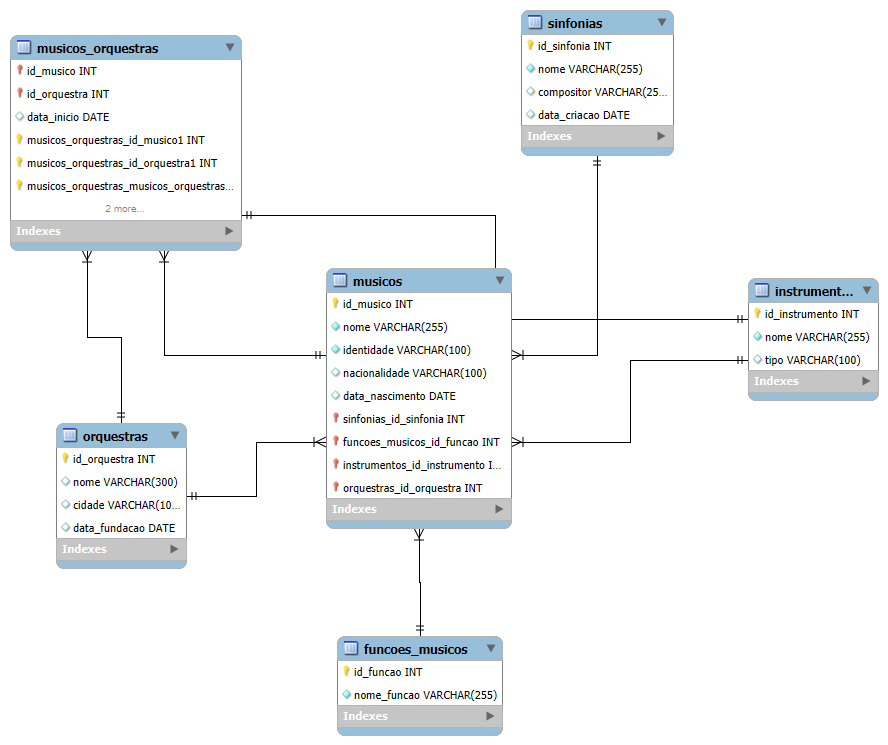 musicos_orquestras
id_musico INT
id_orquestra INT
data_inicio DATE
musicos_orquestras_id_musico1 INT
musicos_orquestras_id_orquestra1 INT
musicos_orquestras_musicos_orquestras...
2 more...
Indexes
sinfonias
id_sinfonia INT
nome VARCHAR(255)
compositor VARCHAR(25...
data_criacao DATE
Indexes
musicos
id_musico INT
nome VARCHAR(255)
identidade VARCHAR(100)
nacionalidade VARCHAR(100)
data_nascimento DATE
sinfonias_id_sinfonia INT
funcoes_musicos_id_funcao INT
instrumentos_id_instrumento I...
orquestras_id_orquestra INT
Indexes
instrument...
id_instrumento INT
nome VARCHAR(255)
tipo VARCHAR(100)
Indexes
orquestras
id_orquestra INT
nome VARCHAR(300)
cidade VARCHAR(10...
data_fundacao DATE
Indexes
funcoes_musicos
id_funcao INT
nome_funcao VARCHAR(255)
Indexes